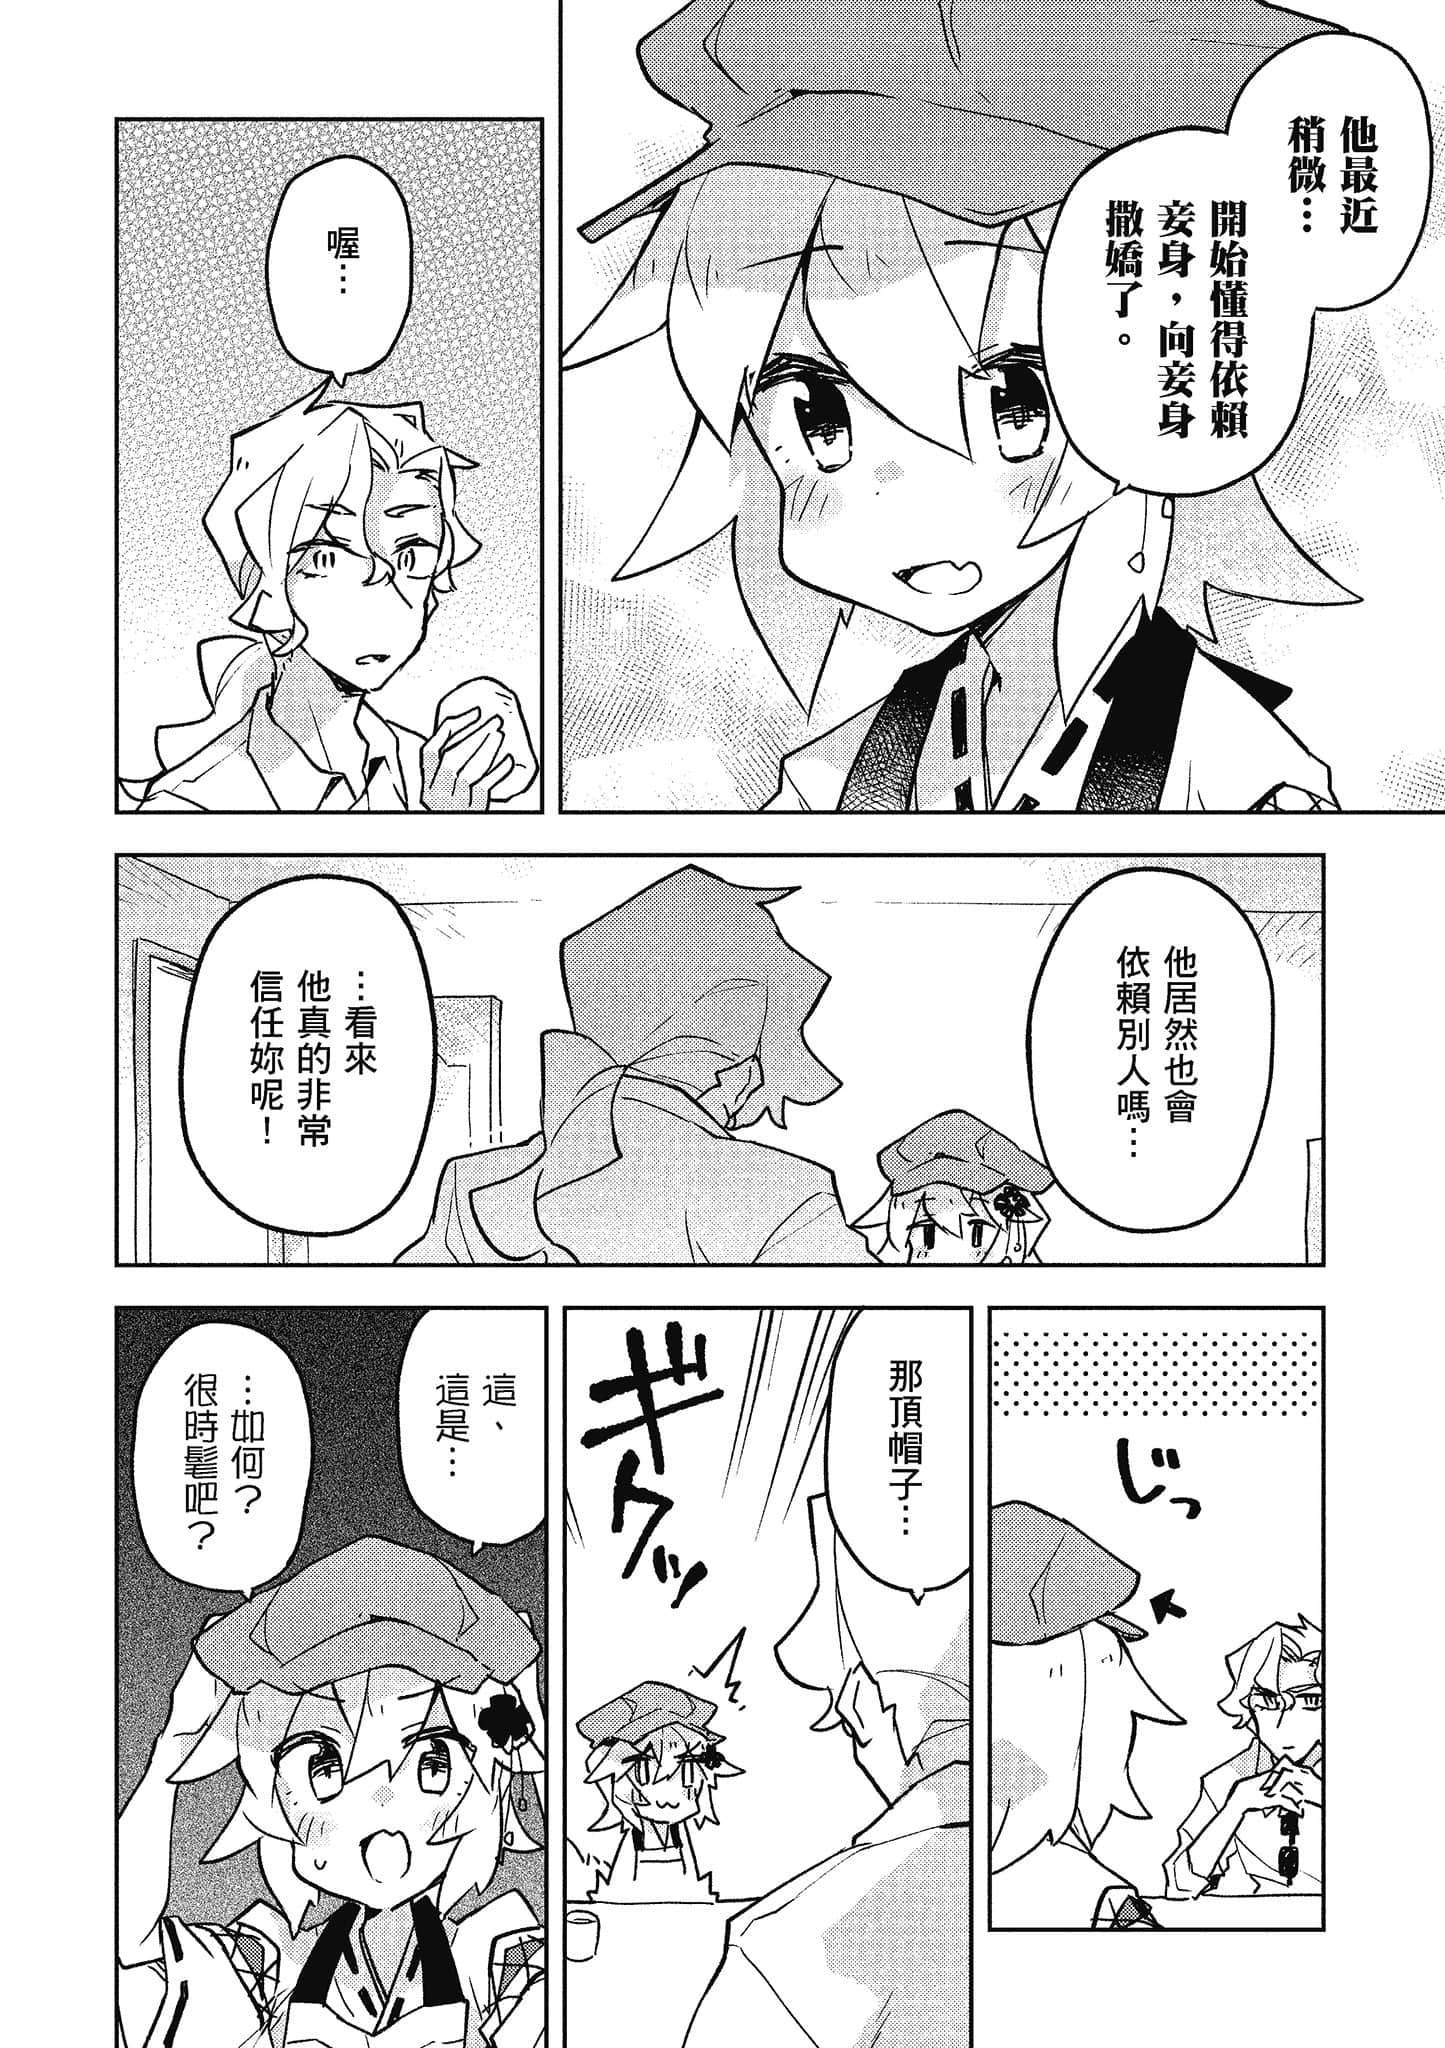 他最近
稍微…
開始懂得依賴
妾身，向妾身
撒嬌了。
喔…
他居然也會
依賴別人嗎…
…看來
他真的非常
信任妳呢！
じっ
那頂帽子…
ギクッ
這、
這是…
…如何？
很時髦吧？